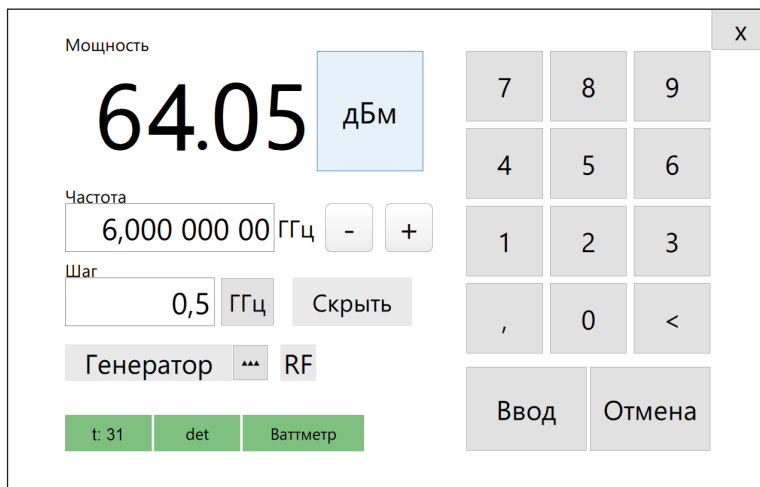 x
Мощность
64.05 дБм
Частота
6,000 000 00 ГГц - +
Шаг
0,5 ГГц Скрыть
Генератор ▴▴▴ RF
t: 31 det Ваттметр
7 8 9
4 5 6
1 2 3
, 0 <
Ввод Отмена